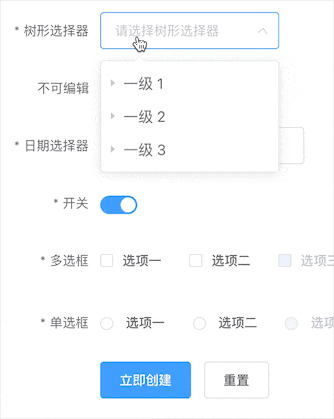 * 树形选择器 请选择树形选择器
一级 1
不可编辑
一级 2
* 日期选择器
一级 3
* 开关
* 多选框 选项一 选项二 选项三
* 单选框 选项一 选项二 选项
立即创建 重置